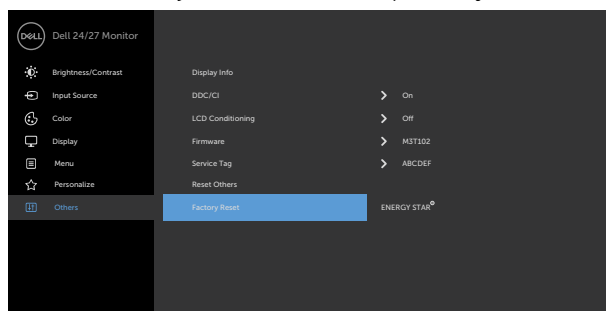 DELL Dell 24/27 Monitor
Brightness/Contrast Display Info
Input Source DDC/CI On
Color LCD Conditioning Off
Display Firmware M3T102
Menu Service Tag ABCDEF
Personalize Reset Others
Others Factory Reset ENERGY STAR®